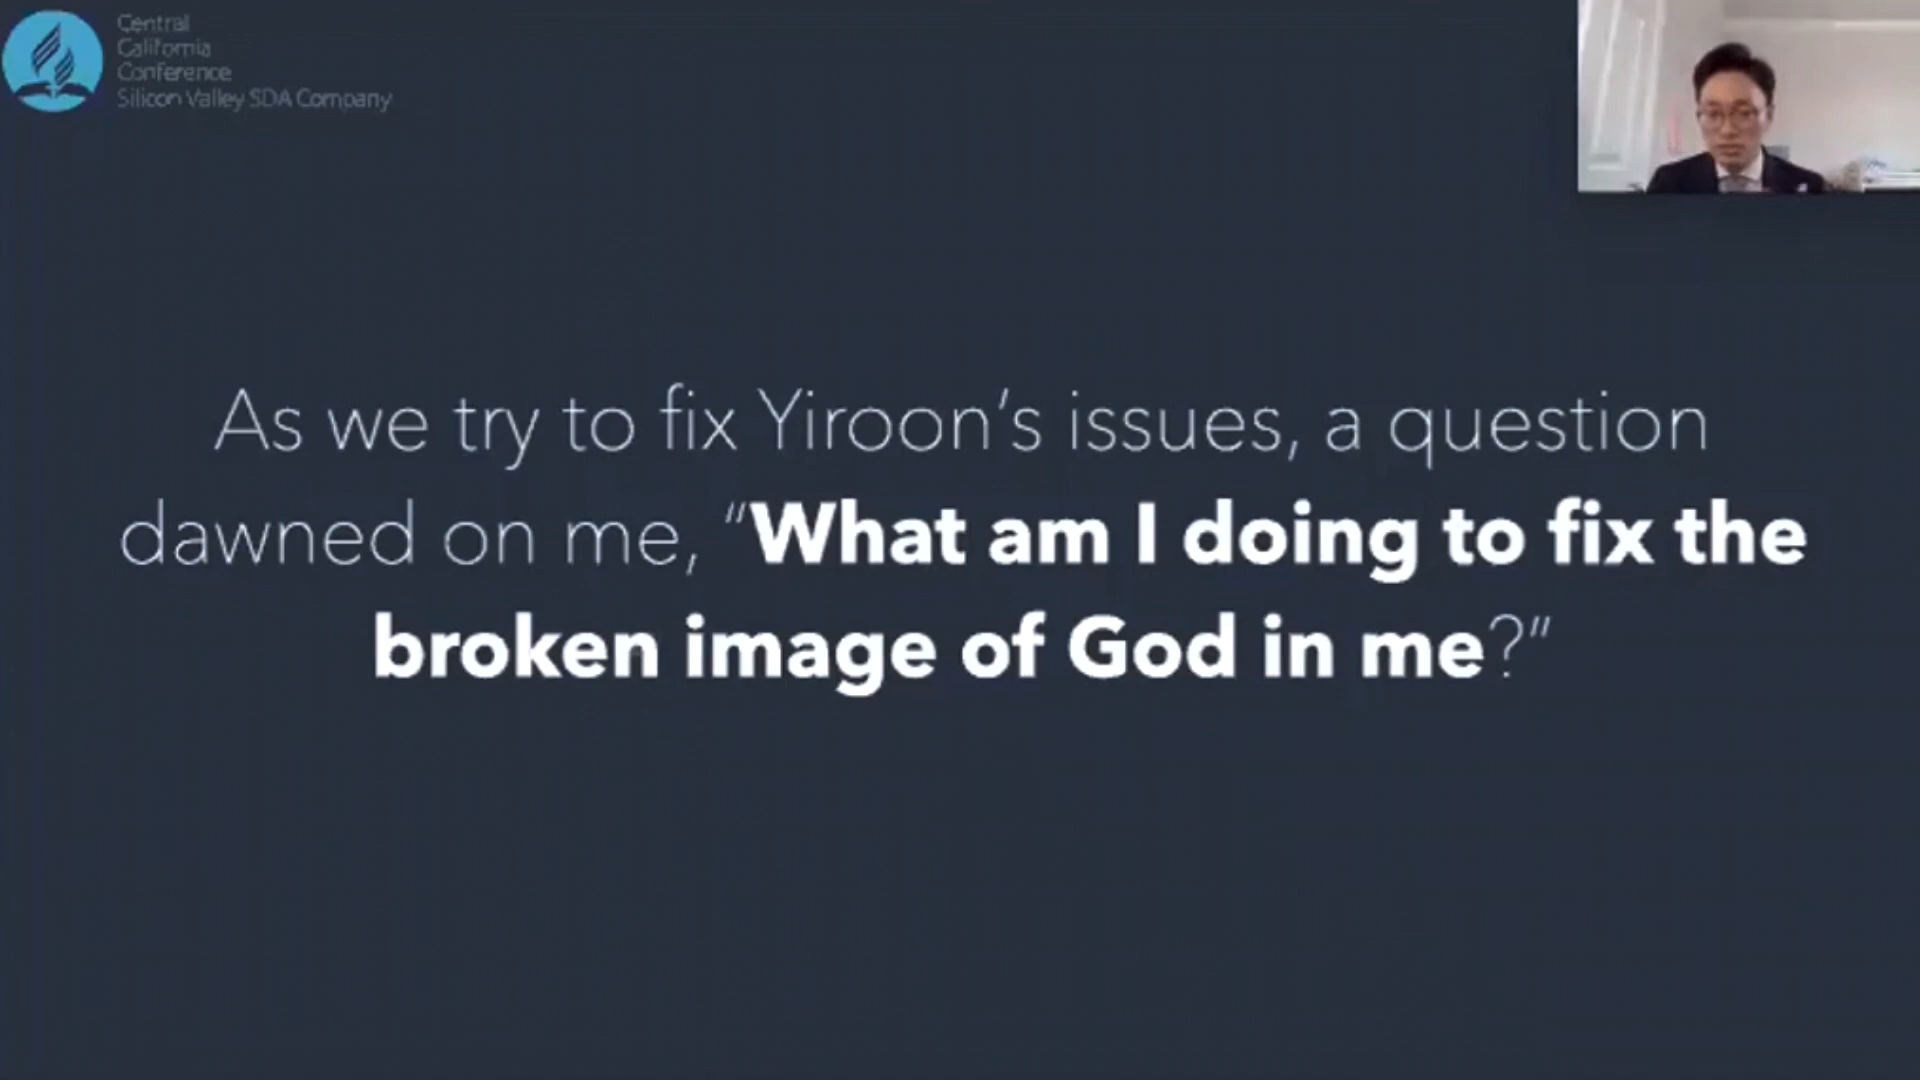 Central
California
Conference
Silicon Valley SDA Company
As we try to fix Yiroon’s issues, a question
dawned on me, “What am I doing to fix the
broken image of God in me?”